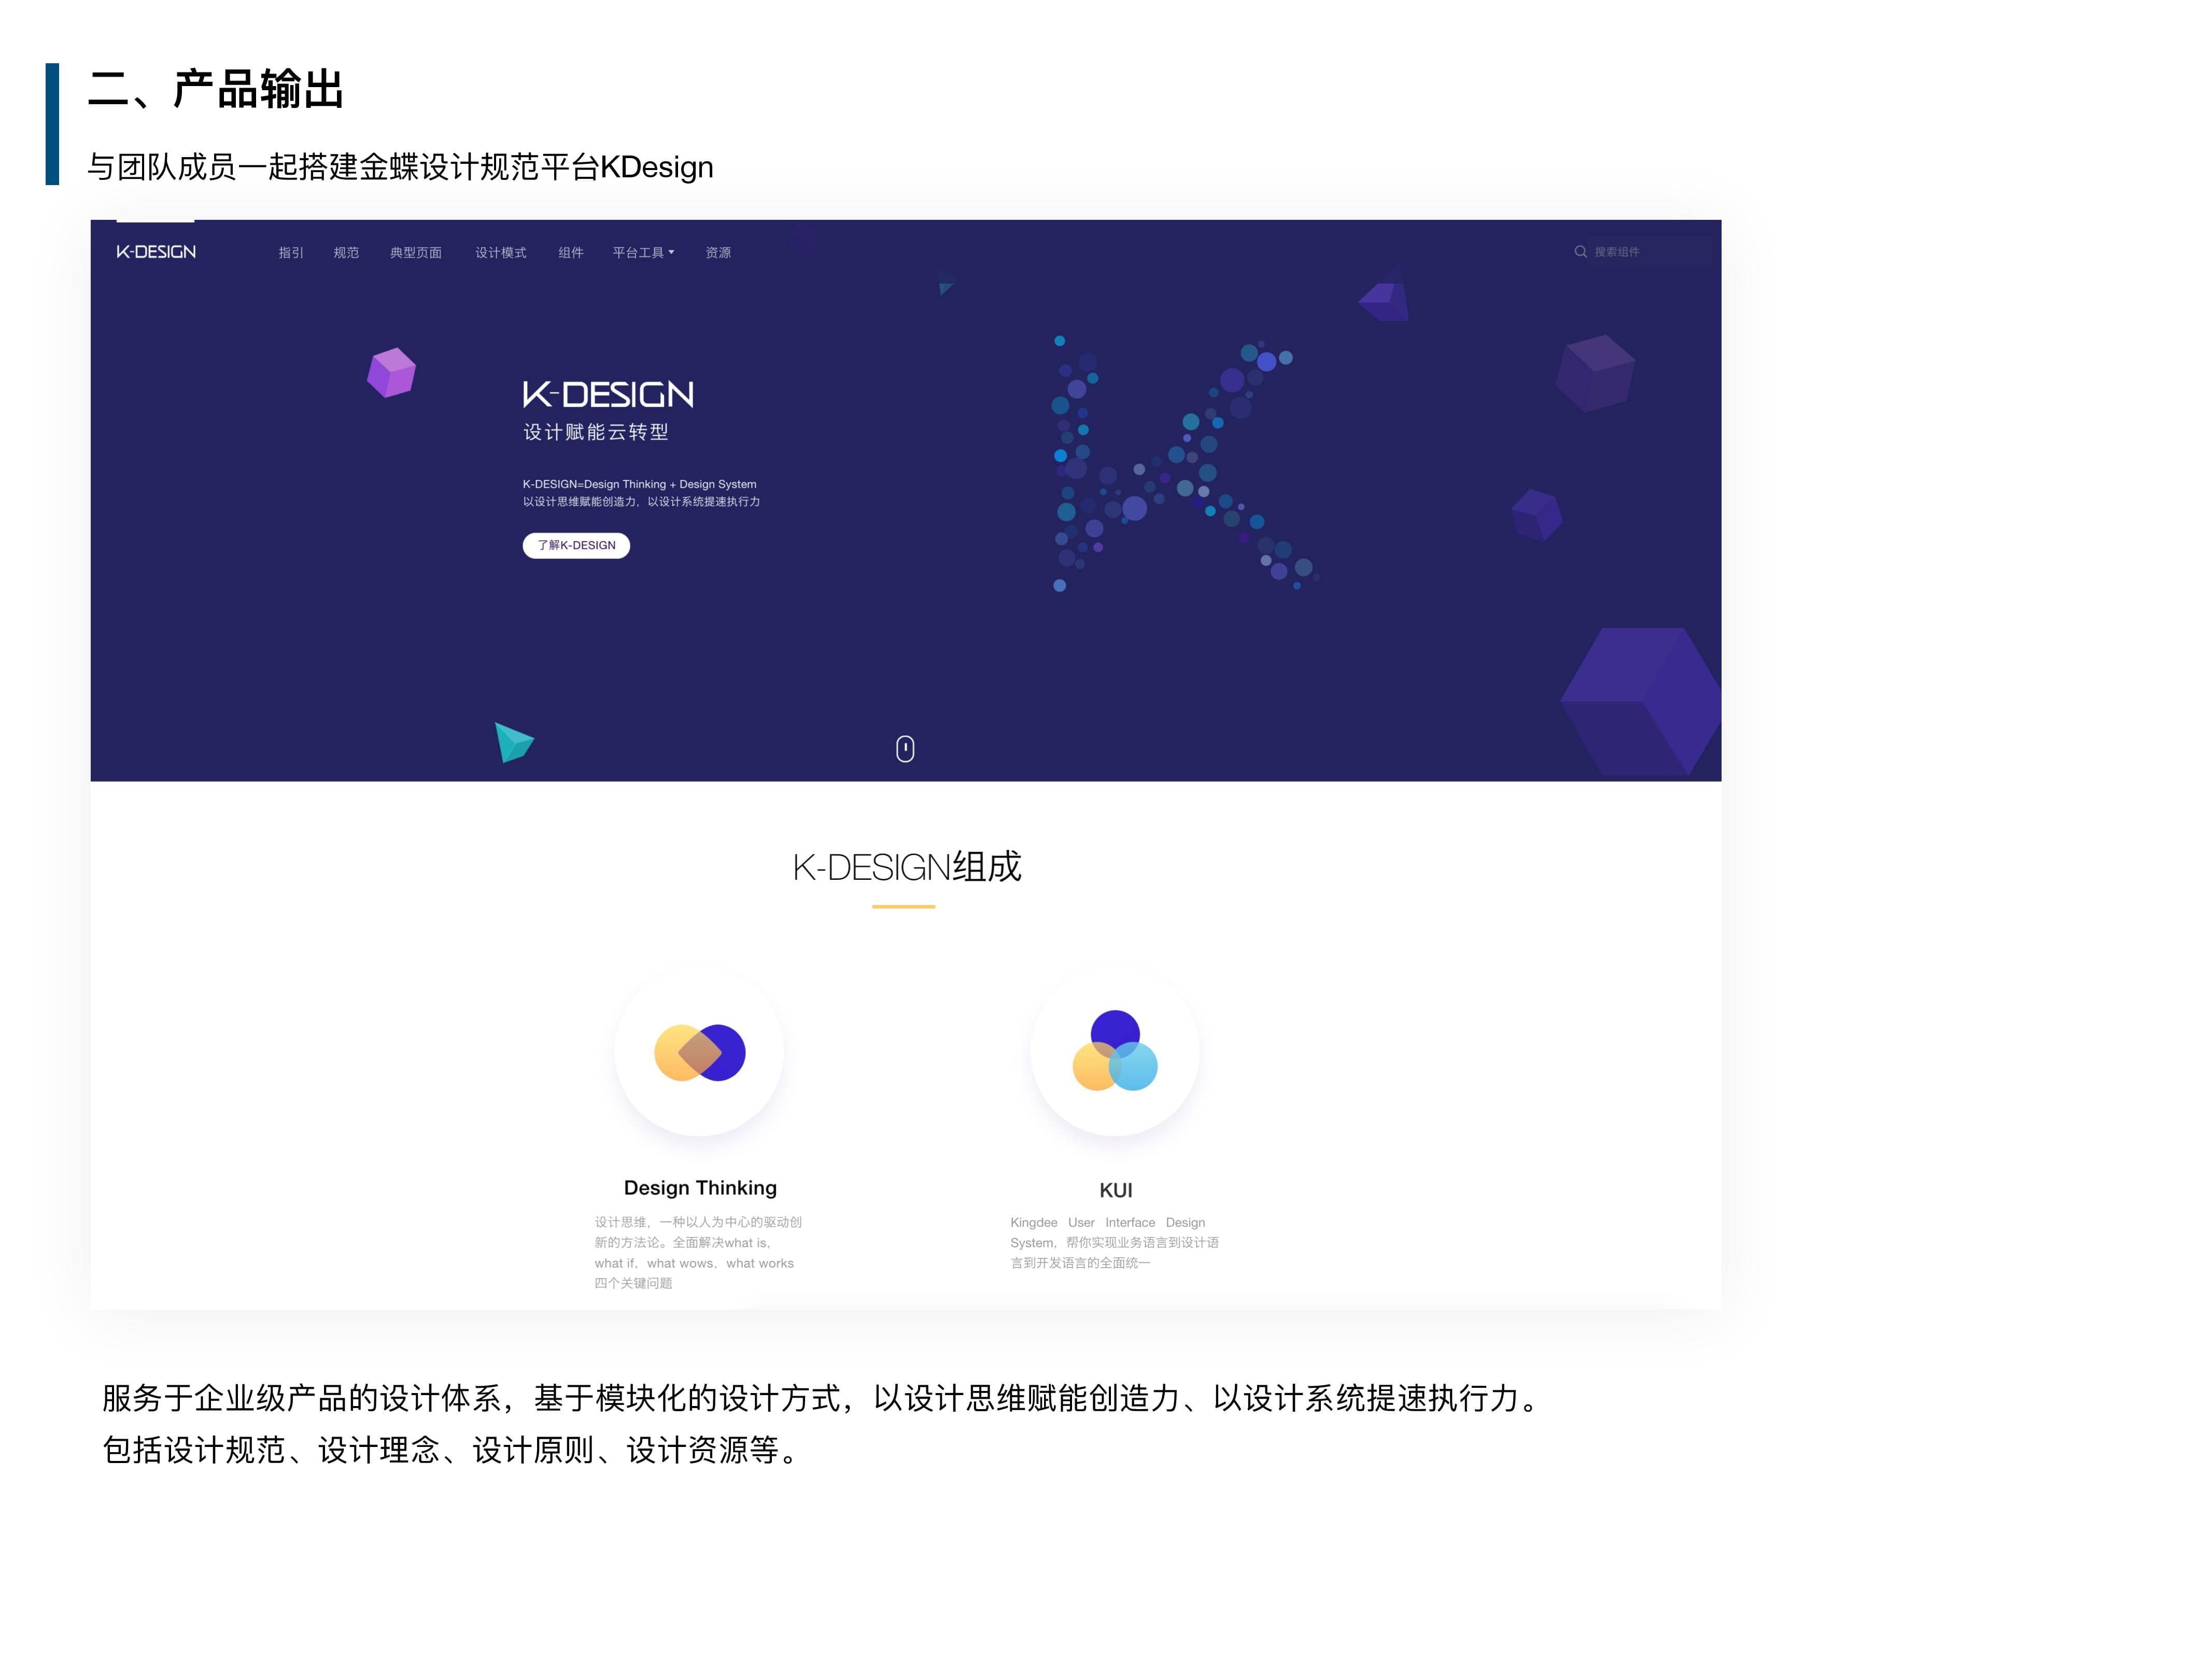 二、产品输出
与团队成员一起搭建金蝶设计规范平台KDesign
K-DESIGN 指引 规范 典型页面 设计模式 组件 平台工具 资源 搜索组件
K-DESIGN
设计赋能云转型
K-DESIGN=Design Thinking + Design System
以设计思维赋能创造力，以设计系统提速执行力
了解K-DESIGN
K-DESIGN组成
Design Thinking
设计思维，一种以人为中心的驱动创
新的方法论。全面解决what is，
what if，what wows，what works
四个关键问题
KUI
Kingdee User Interface Design
System，帮你实现业务语言到设计语
言到开发语言的全面统一
服务于企业级产品的设计体系，基于模块化的设计方式，以设计思维赋能创造力、以设计系统提速执行力。
包括设计规范、设计理念、设计原则、设计资源等。